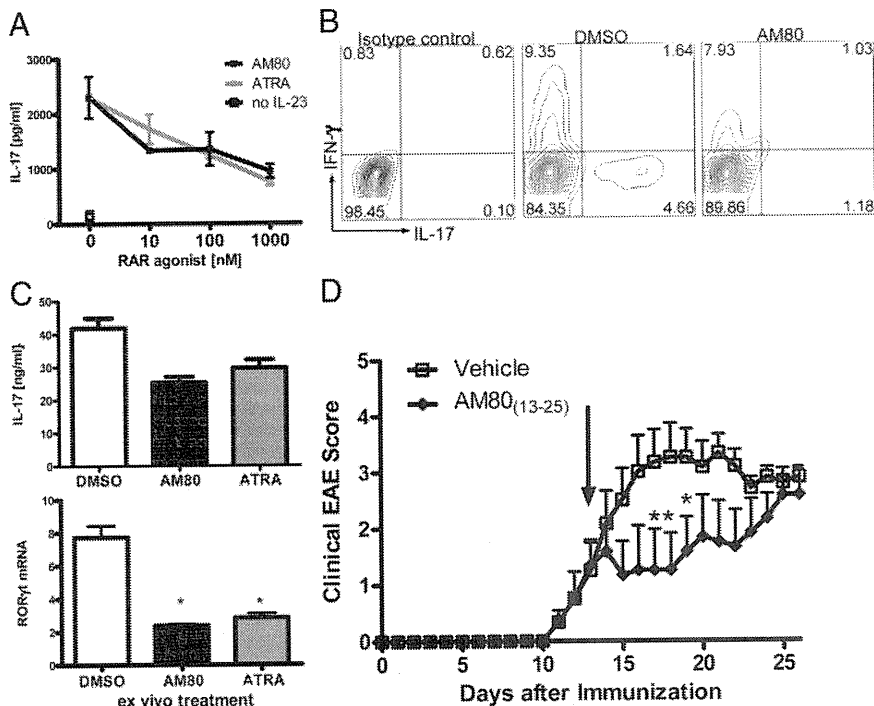 A
AM80
ATRA
no IL-23
IL-17 [pg/ml]
3000
2000
1000
0
0 10 100 1000
RAR agonist [nM]
B
Isotype control DMSO AM80
0.83 0.62 9.35 1.64 7.93 1.03
98.45 0.10 84.35 4.66 89.86 1.18
IFN-γ
IL-17
C
IL-17 [ng/ml]
50
40
30
20
10
0
DMSO AM80 ATRA
RORγt mRNA
8
6
4
2
0
* *
DMSO AM80 ATRA
ex vivo treatment
D
Vehicle
AM80(13-25)
Clinical EAE Score
5
4
3
2
1
0
** *
0 5 10 15 20 25
Days after Immunization